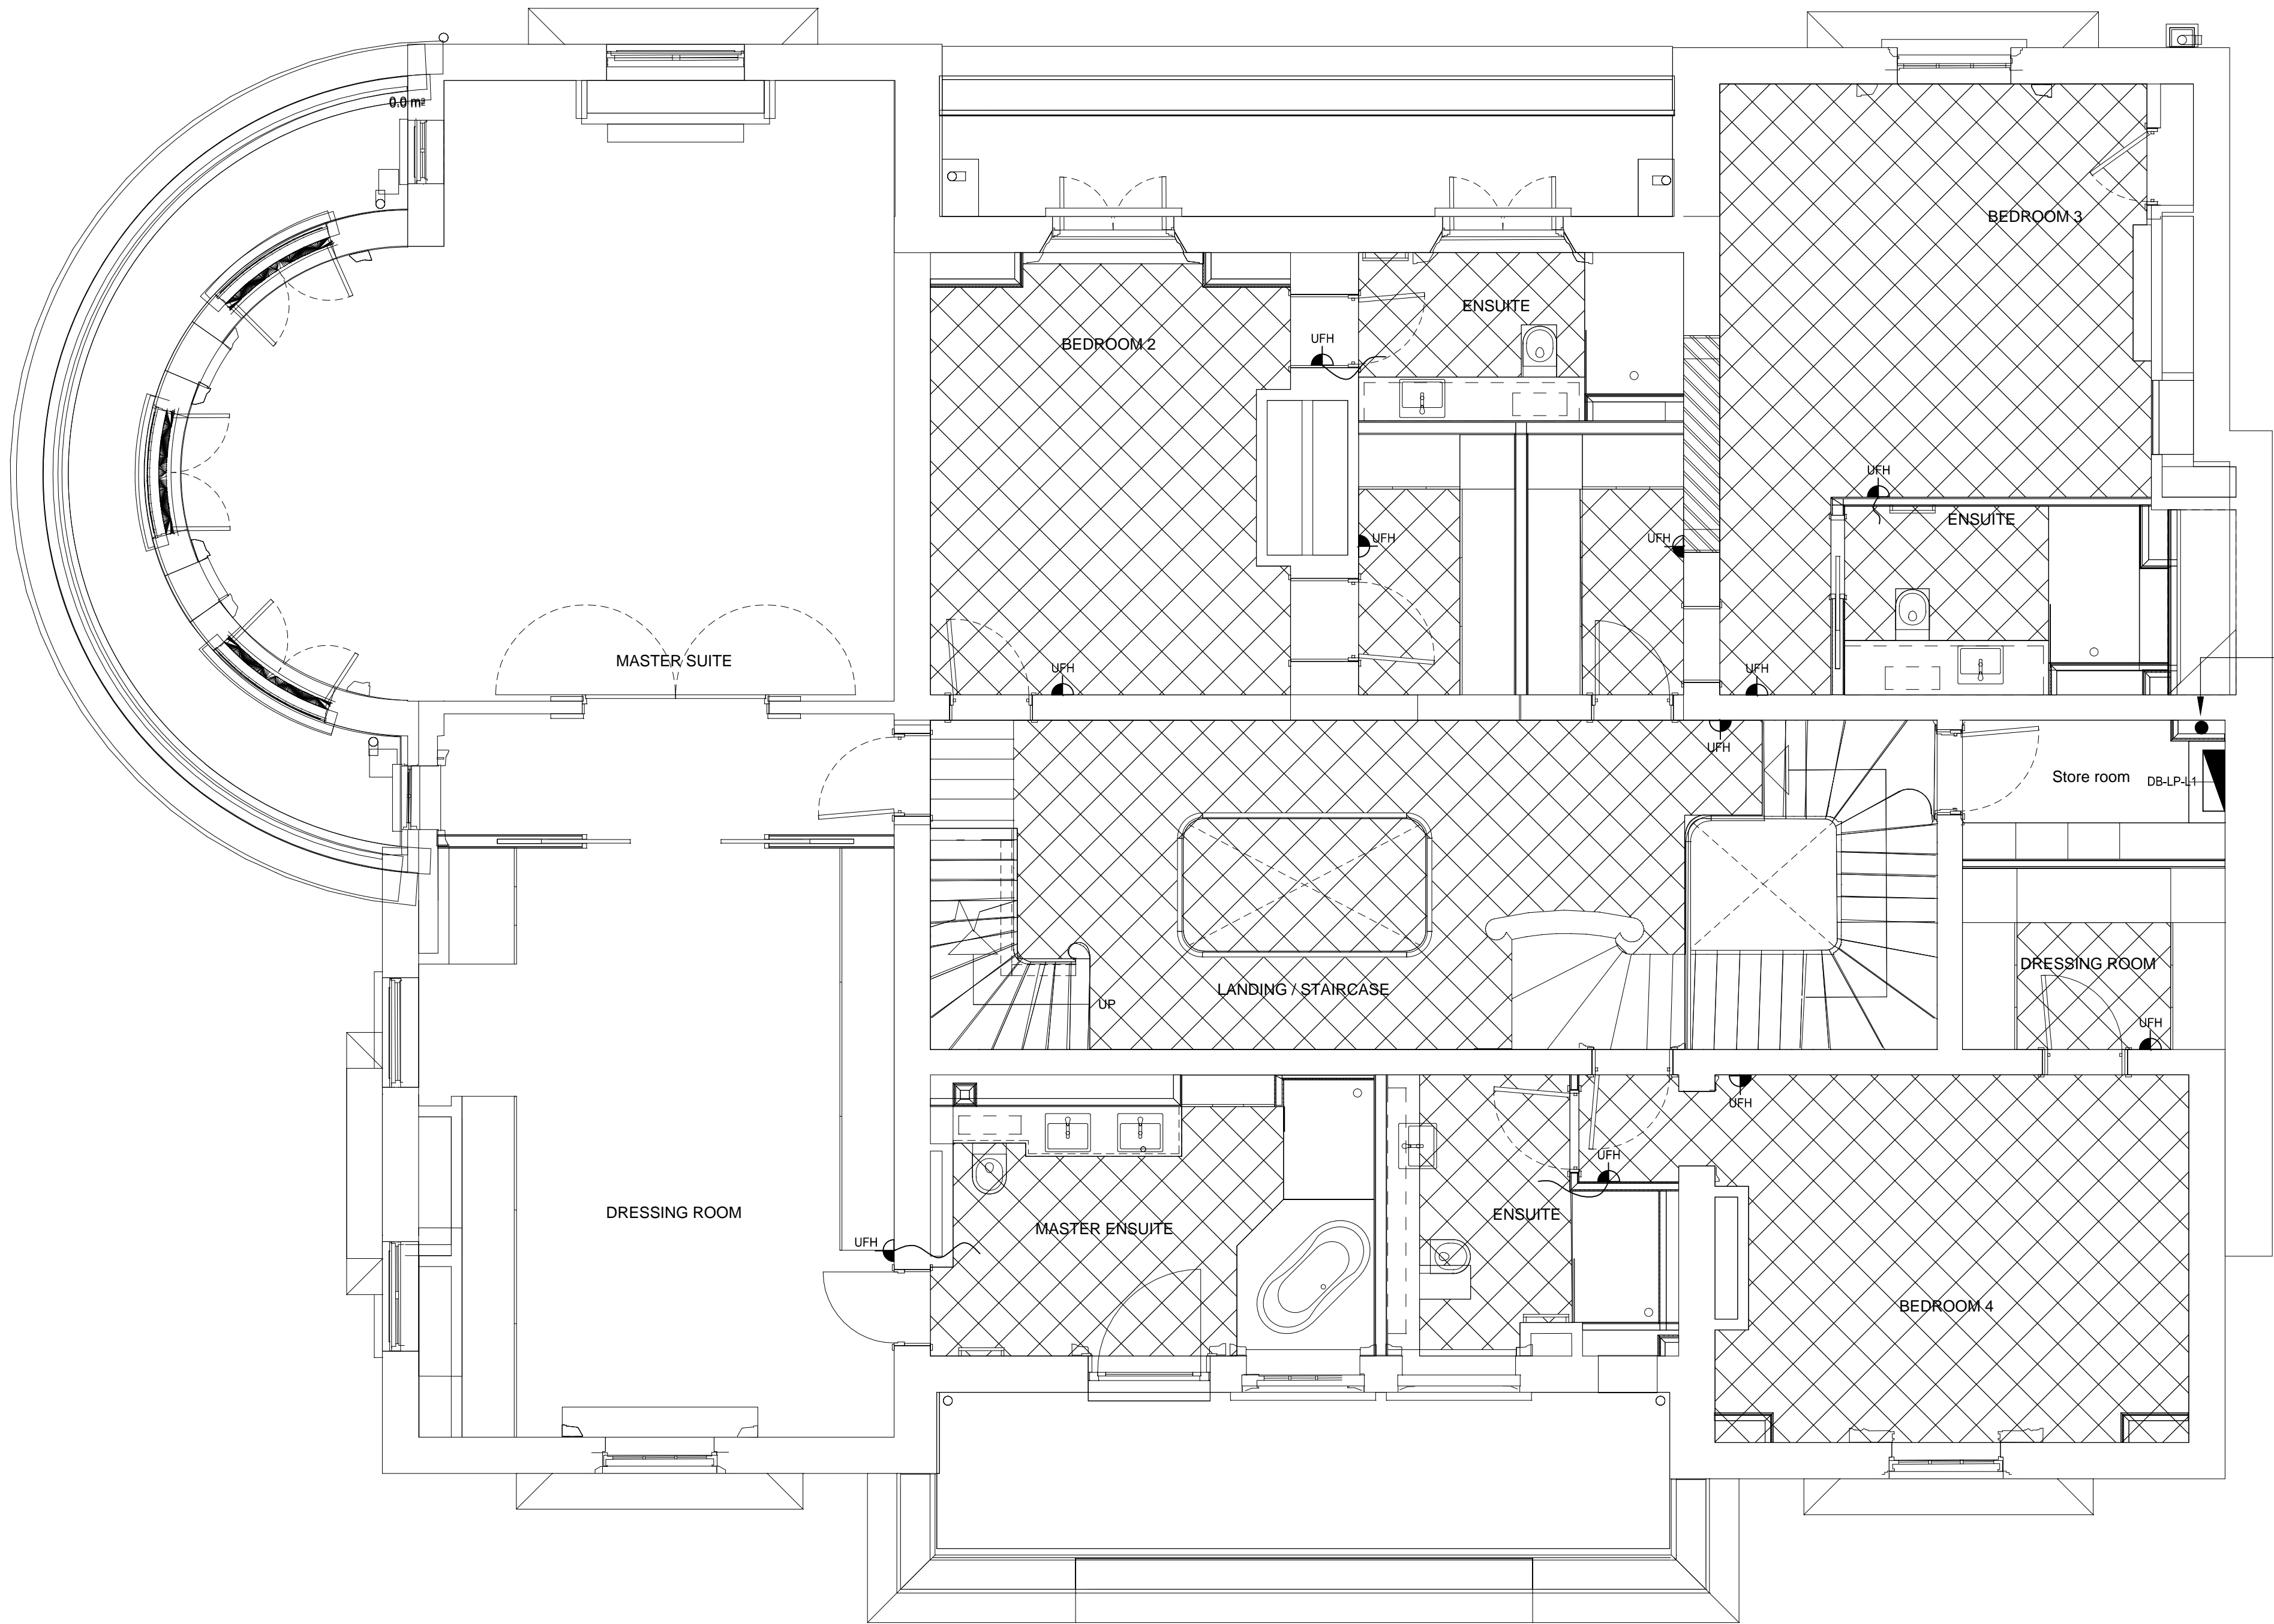 0.0 m²
BEDROOM 3
ENSUITE
UFH
BEDROOM 2
UFH
ENSUITE
UFH
UFH
MASTER SUITE
UFH
UFH
UFH
Store room
DB-LP-L1
DRESSING ROOM
LANDING / STAIRCASE
UP
UFH
UFH
UFH
DRESSING ROOM
ENSUITE
MASTER ENSUITE
UFH
BEDROOM 4